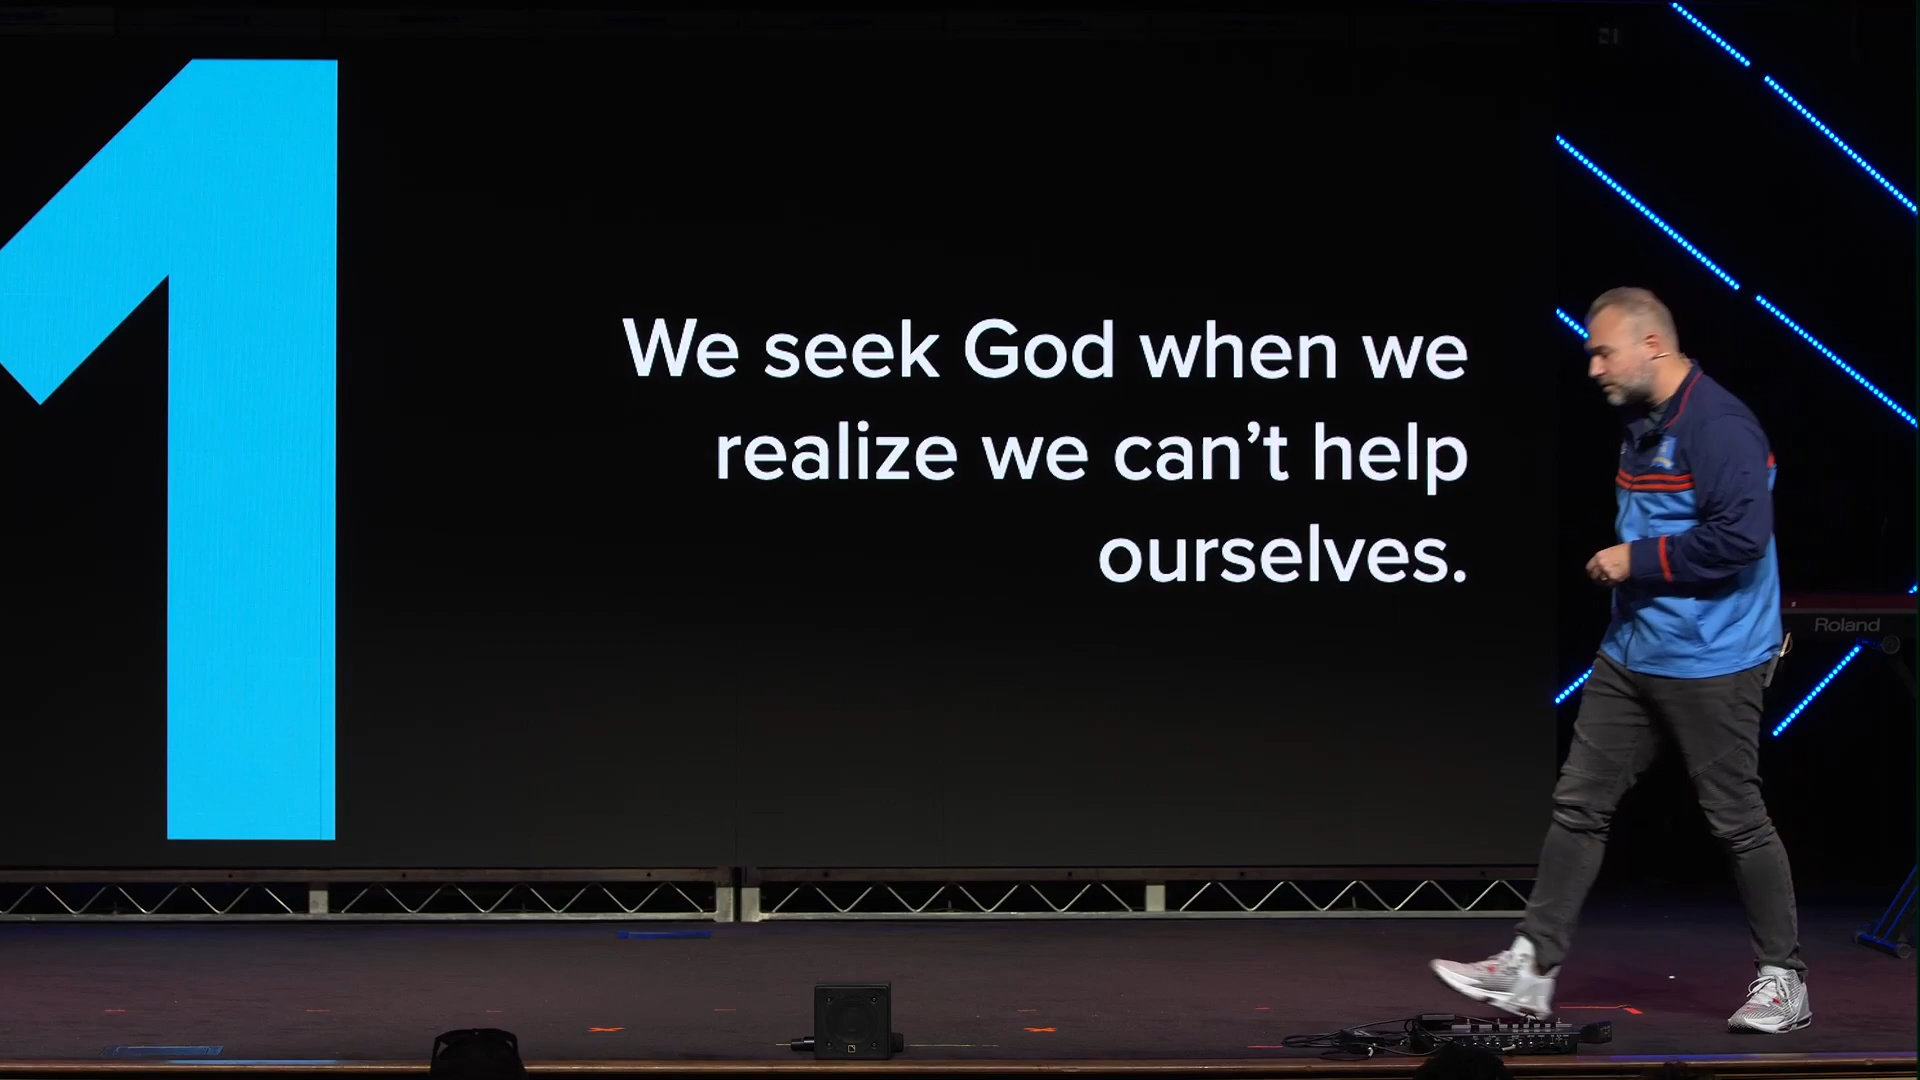 1
We seek God when we
realize we can’t help
ourselves.
Roland